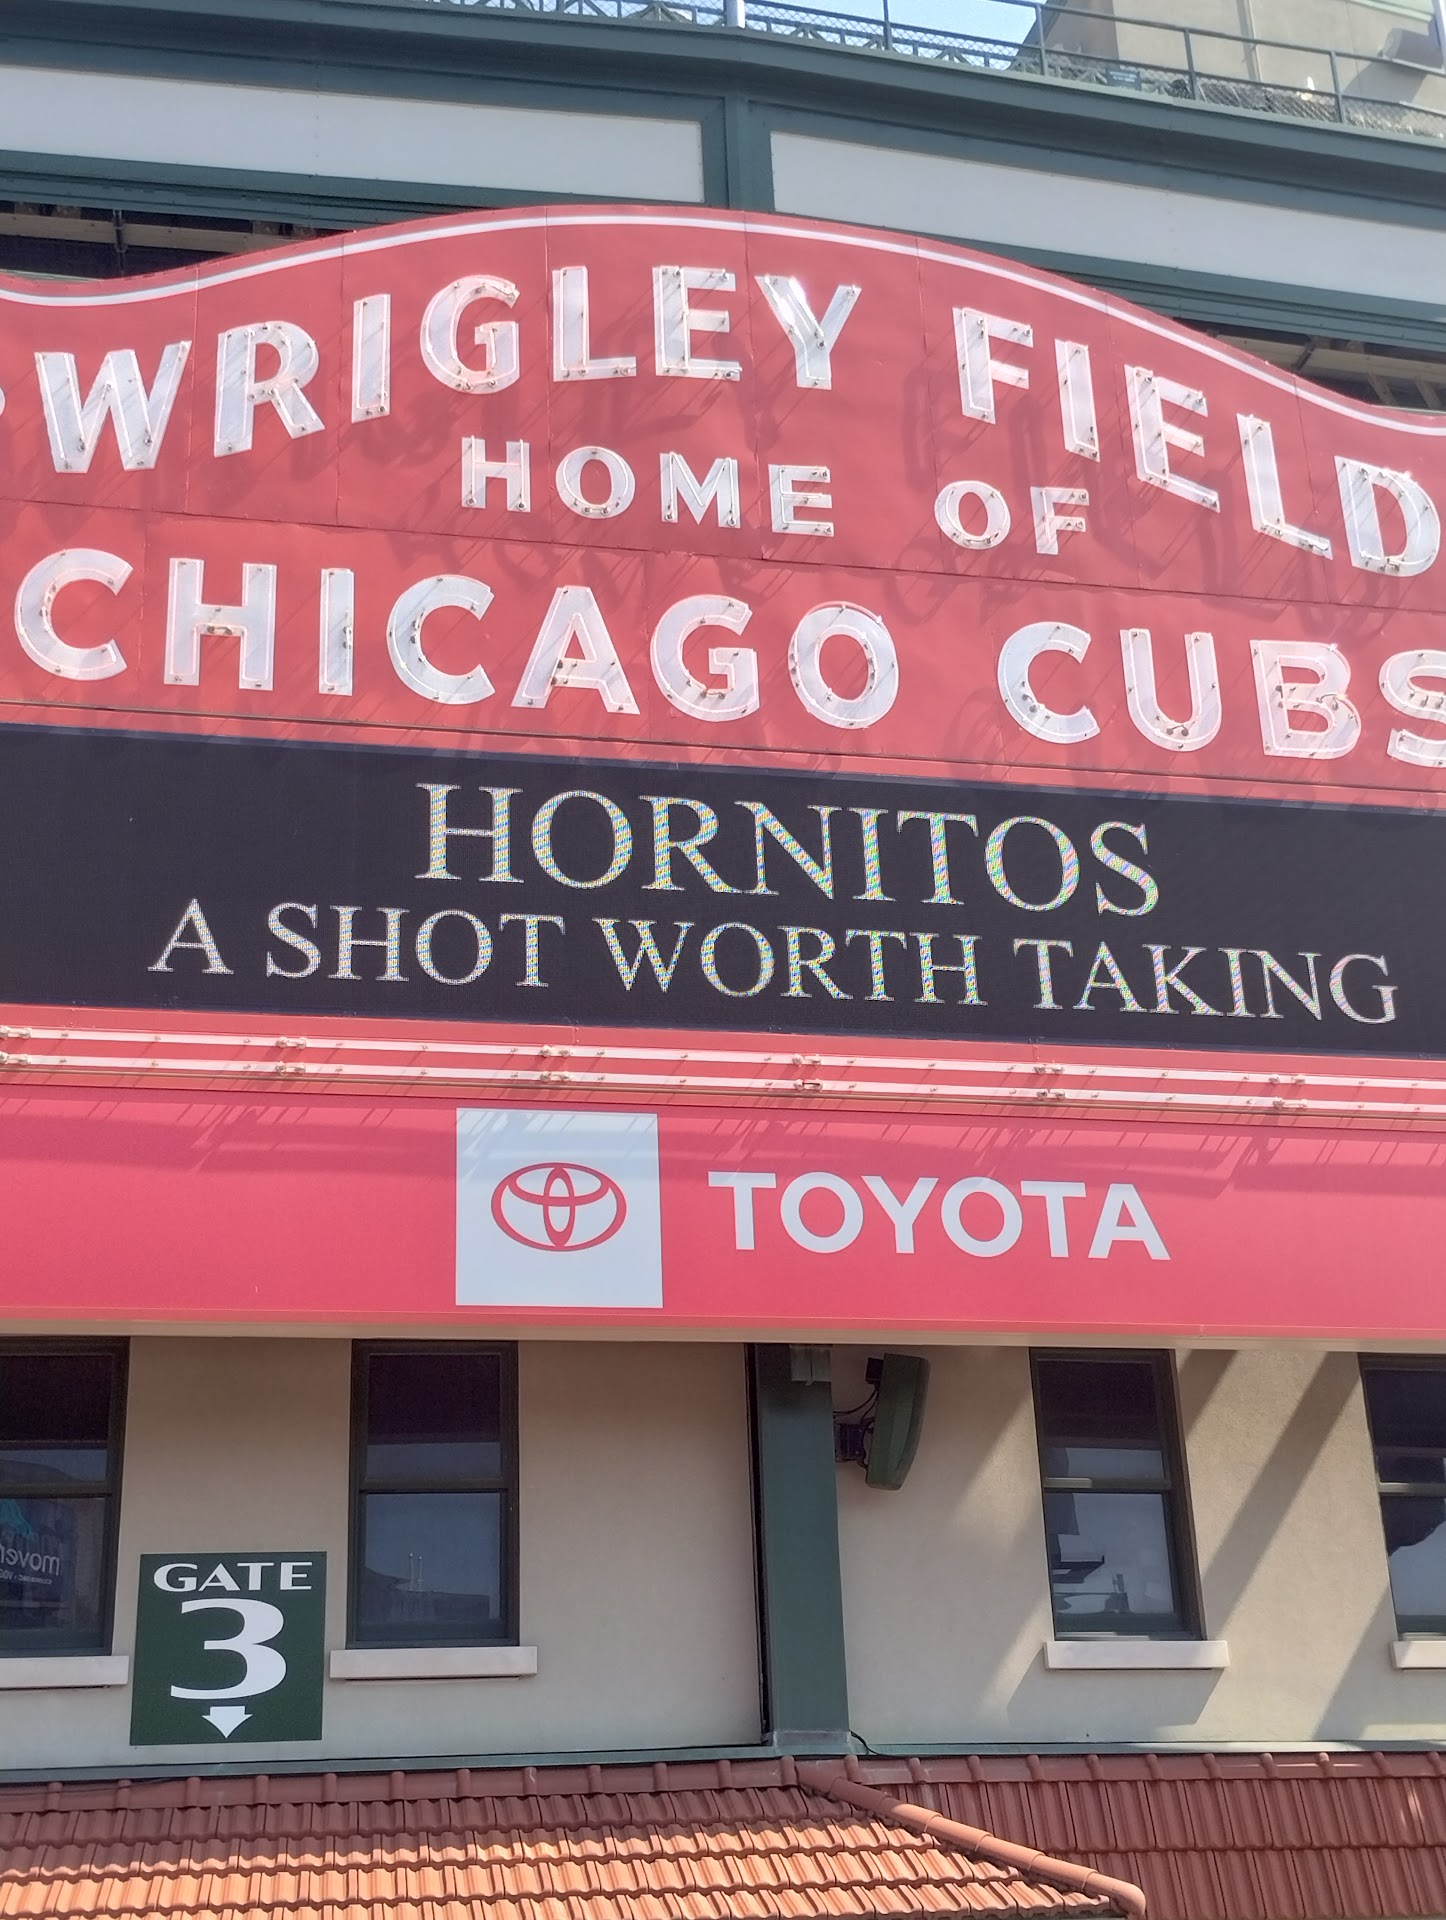 WRIGLEY FIELD
HOME OF
CHICAGO CUBS
HORNITOS
A SHOT WORTH TAKING
TOYOTA
GATE
3